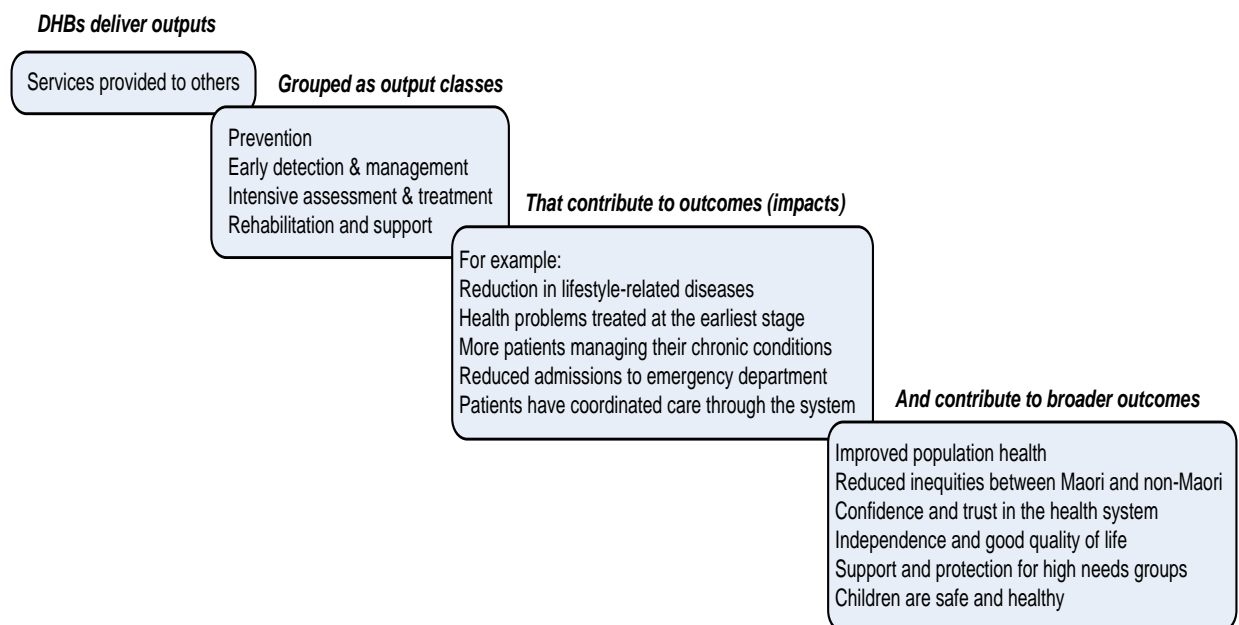 DHBs deliver outputs
Services provided to others
Grouped as output classes
Prevention
Early detection & management
Intensive assessment & treatment
Rehabilitation and support
That contribute to outcomes (impacts)
For example:
Reduction in lifestyle-related diseases
Health problems treated at the earliest stage
More patients managing their chronic conditions
Reduced admissions to emergency department
Patients have coordinated care through the system
And contribute to broader outcomes
Improved population health
Reduced inequities between Maori and non-Maori
Confidence and trust in the health system
Independence and good quality of life
Support and protection for high needs groups
Children are safe and healthy